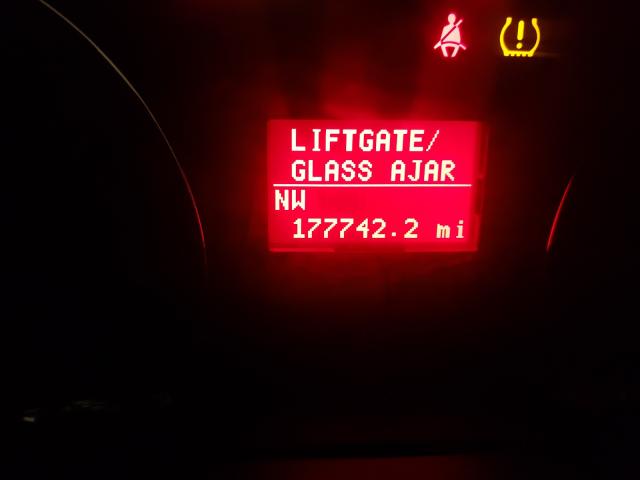 LIFTGATE/
GLASS AJAR
NW
177742.2 mi